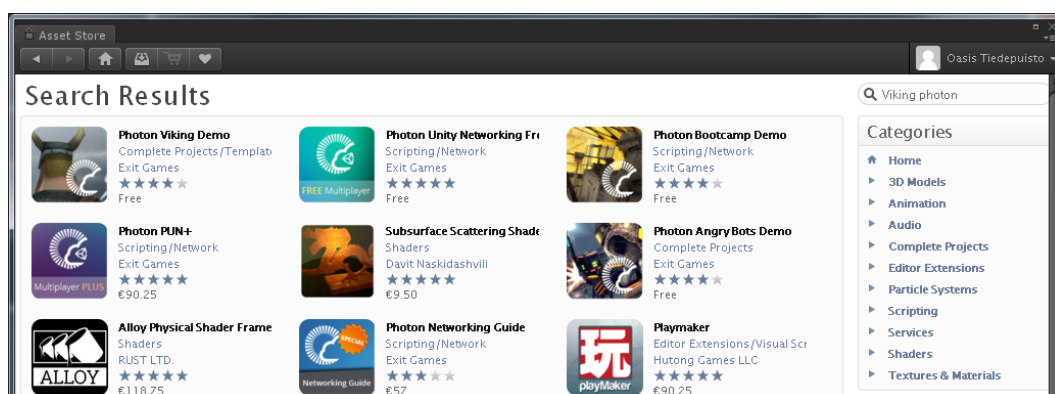 Asset Store
Oasis Tiedepuisto
Search Results
Viking photon
Photon Viking Demo
Complete Projects/Templat
Exit Games
Free
Photon Unity Networking Fre
Scripting/Network
Exit Games
Free
FREE Multiplayer
Photon Bootcamp Demo
Scripting/Network
Exit Games
Free
Photon PUN+
Scripting/Network
Exit Games
€90.25
Multiplayer PLUS
Subsurface Scattering Shade
Shaders
Davit Naskidashvili
€9.50
Photon AngryBots Demo
Complete Projects
Exit Games
Free
Alloy Physical Shader Frame
Shaders
RUST LTD.
€118.75
ALLOY
Photon Networking Guide
Scripting/Network
Exit Games
€57
SPECIAL
Networking Guide
Playmaker
Editor Extensions/Visual Scr
Hutong Games LLC
€90.25
玩
playMaker
Categories
Home
3D Models
Animation
Audio
Complete Projects
Editor Extensions
Particle Systems
Scripting
Services
Shaders
Textures & Materials